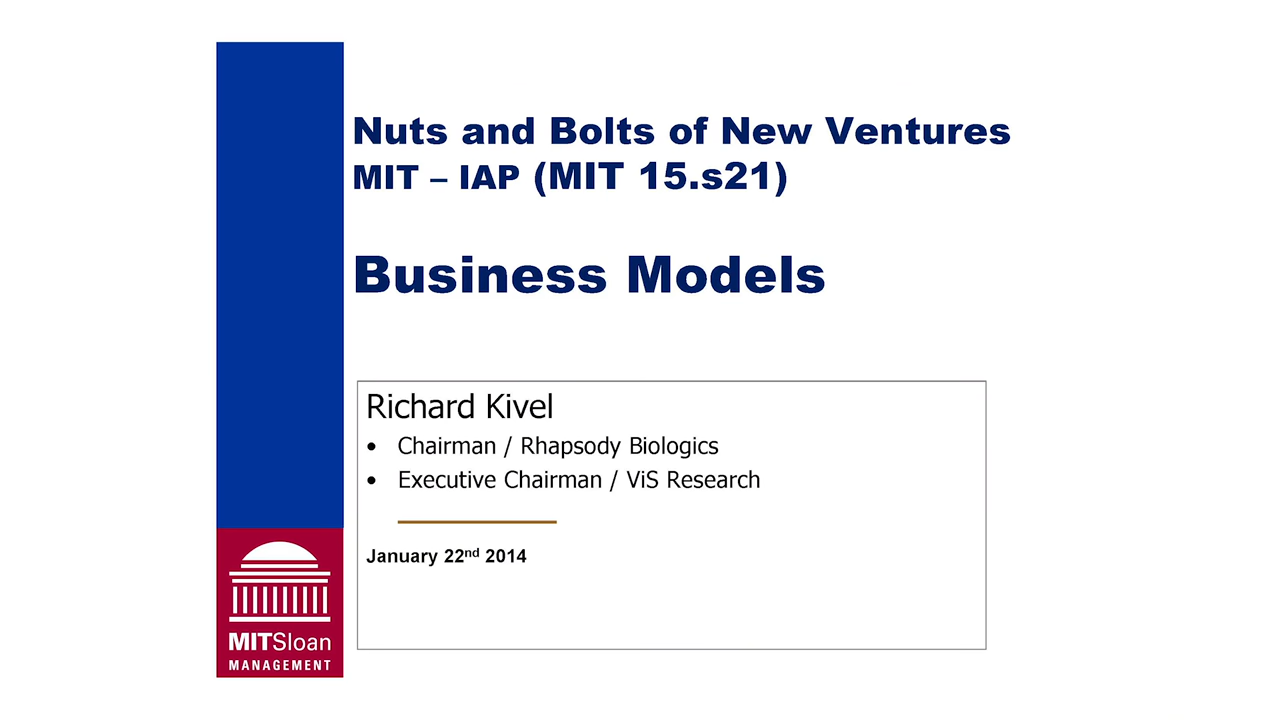 Nuts and Bolts of New Ventures
MIT – IAP (MIT 15.s21)
Business Models
Richard Kivel
• Chairman / Rhapsody Biologics
• Executive Chairman / ViS Research
January 22nd 2014
MITSloan
MANAGEMENT